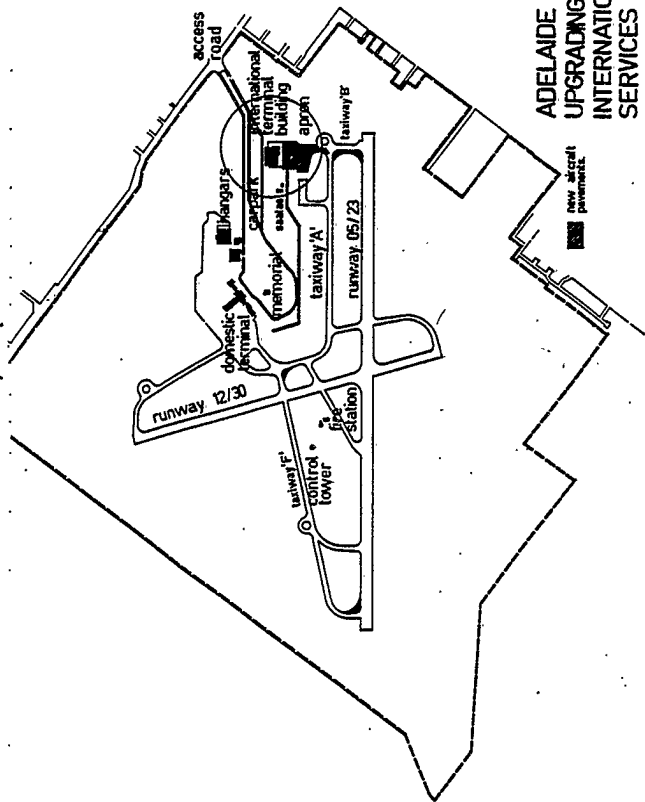 access
road
international
terminal
building
apron
taxiway 'B'
hangars
carpark
memorial
taxiway 'A'
runway 05/23
domestic
terminal
runway 12/30
fire
station
taxiway 'F'
control
tower
ADELAIDE
UPGRADING
INTERNATIO
SERVICES
new aircraft
pavements.